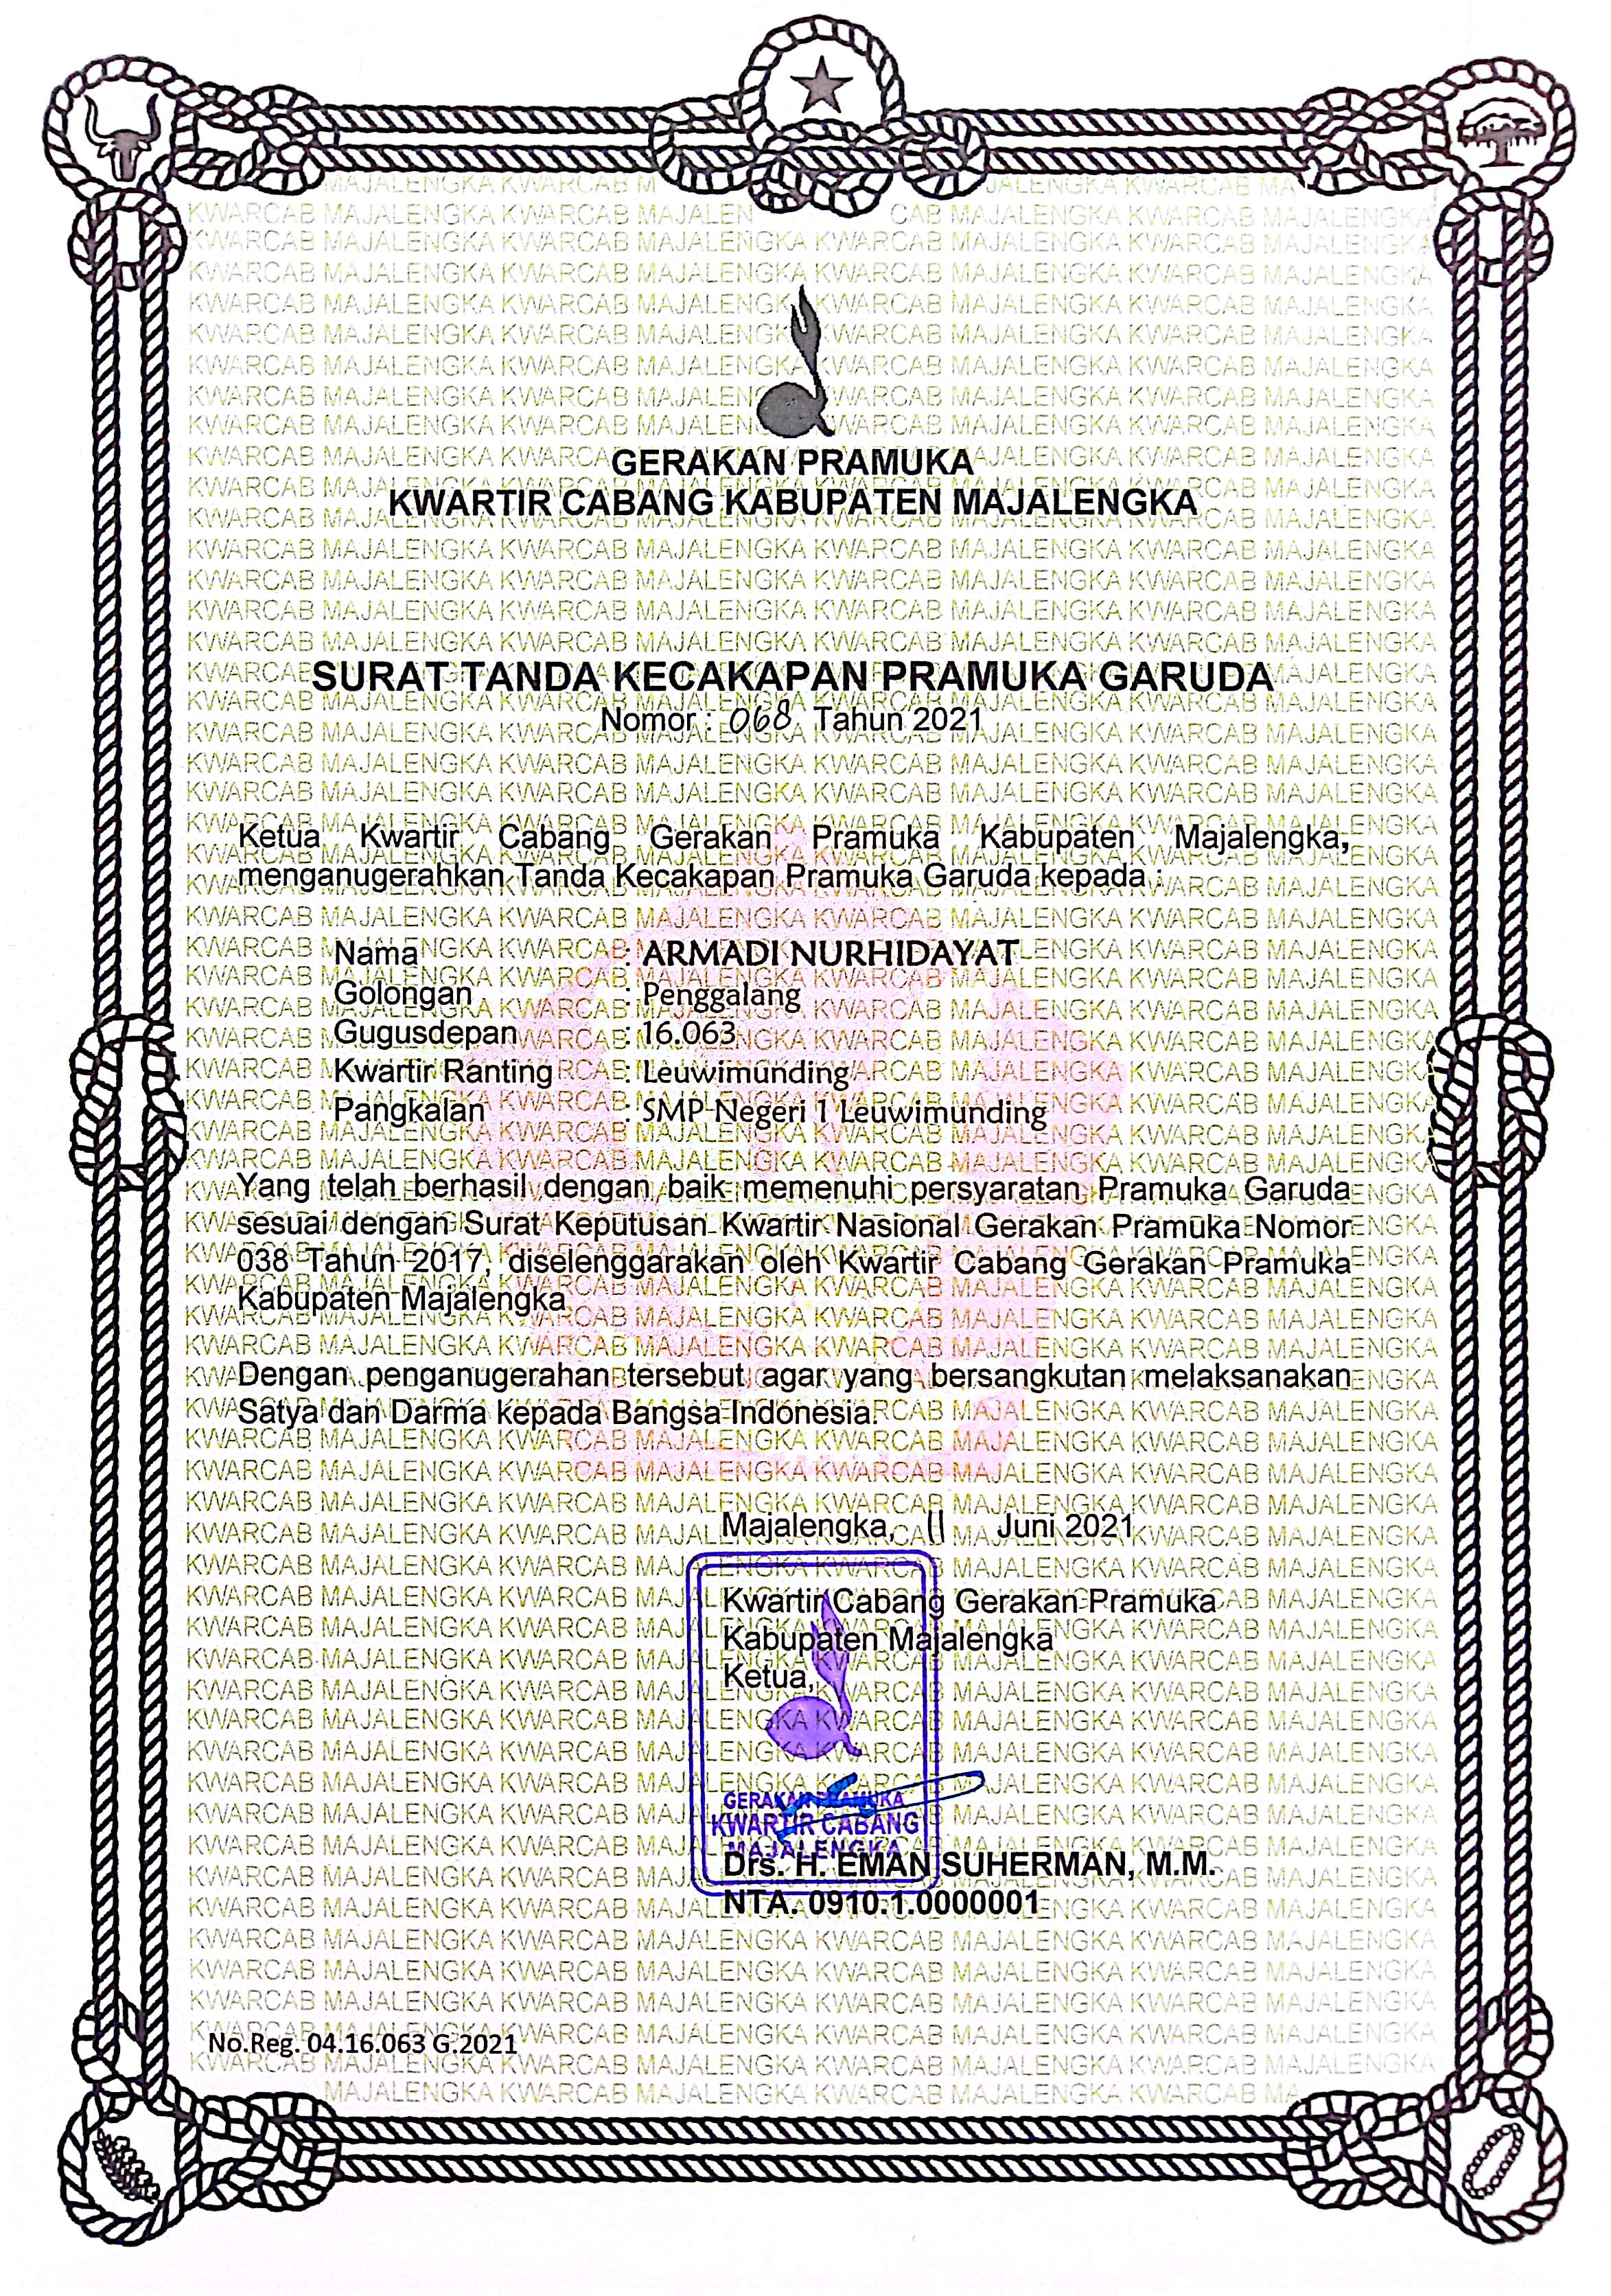 GERAKAN PRAMUKA
KWARTIR CABANG KABUPATEN MAJALENGKA
SURAT TANDA KECAKAPAN PRAMUKA GARUDA
Nomor : 068 Tahun 2021
Ketua Kwartir Cabang Gerakan Pramuka Kabupaten Majalengka,
menganugerahkan Tanda Kecakapan Pramuka Garuda kepada :
Nama : ARMADI NURHIDAYAT
Golongan : Penggalang
Gugusdepan : 16.063
Kwartir Ranting : Leuwimunding
Pangkalan : SMP Negeri 1 Leuwimunding
Yang telah berhasil dengan baik memenuhi persyaratan Pramuka Garuda
sesuai dengan Surat Keputusan Kwartir Nasional Gerakan Pramuka Nomor
038 Tahun 2017, diselenggarakan oleh Kwartir Cabang Gerakan Pramuka
Kabupaten Majalengka
Dengan penganugerahan tersebut agar yang bersangkutan melaksanakan
Satya dan Darma kepada Bangsa Indonesia.
Majalengka, 11 Juni 2021
Kwartir Cabang Gerakan Pramuka
Kabupaten Majalengka
Ketua,
GERAKAN PRAMUKA
KWARTIR CABANG
MAJALENGKA
Drs. H. EMAN SUHERMAN, M.M.
NTA. 0910.1.0000001
No.Reg. 04.16.063 G.2021